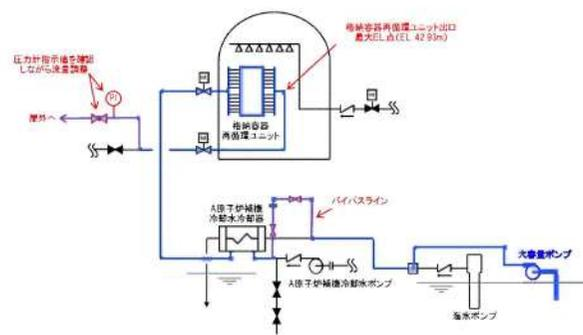 圧力計指示値を確認
しながら流量調整
PI
屋外へ
格納容器再循環ユニット出口
最大EL点(EL 42.93m)
格納容器
再循環ユニット
A原子炉補機
冷却水冷却器
バイパスライン
A原子炉補機冷却水ポンプ
海水ポンプ
大容量ポンプ